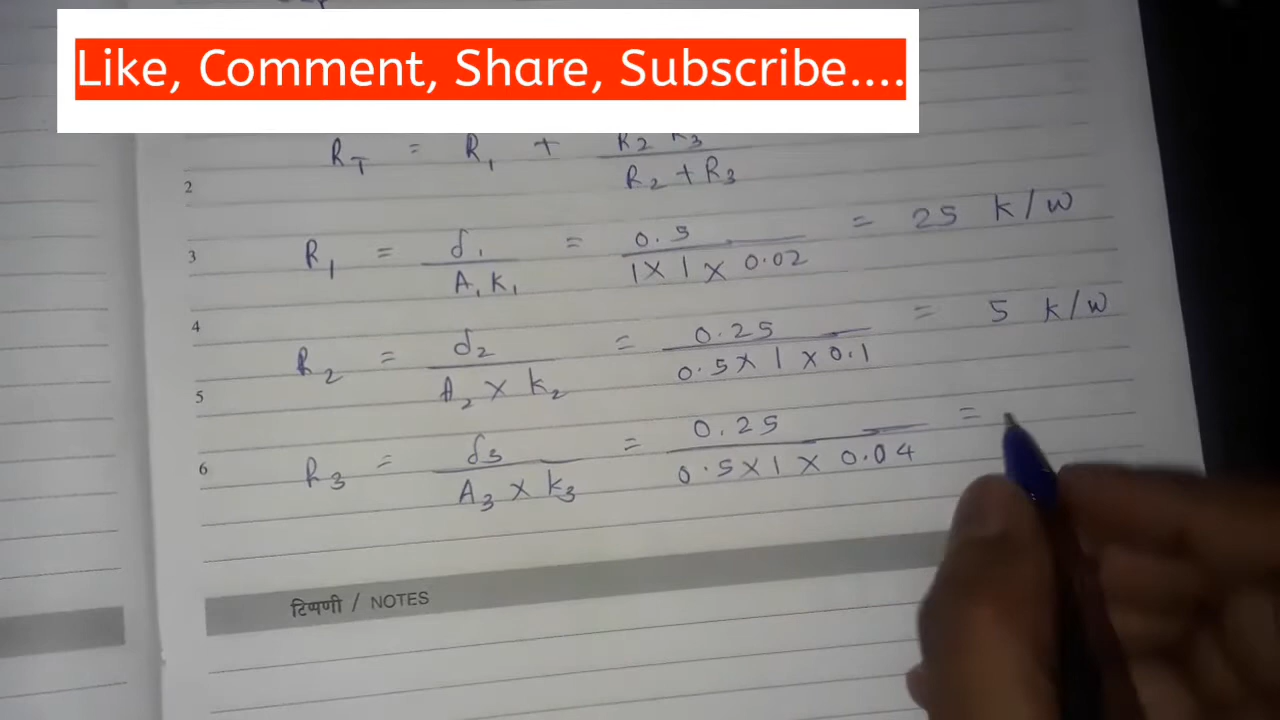 Like, Comment, Share, Subscribe....
R_T = R_1 + R_2 R_3 / R_2 + R_3
2
3 R_1 = δ_1 / A_1 K_1 = 0.5 / 1 X 1 X 0.02 = 25 K/W
4
R_2 = δ_2 / A_2 X K_2 = 0.25 / 0.5 X 1 X 0.1 = 5 K/W
5
6 R_3 = δ_3 / A_3 X K_3 = 0.25 / 0.5 X 1 X 0.04 =
टिप्पणी / NOTES